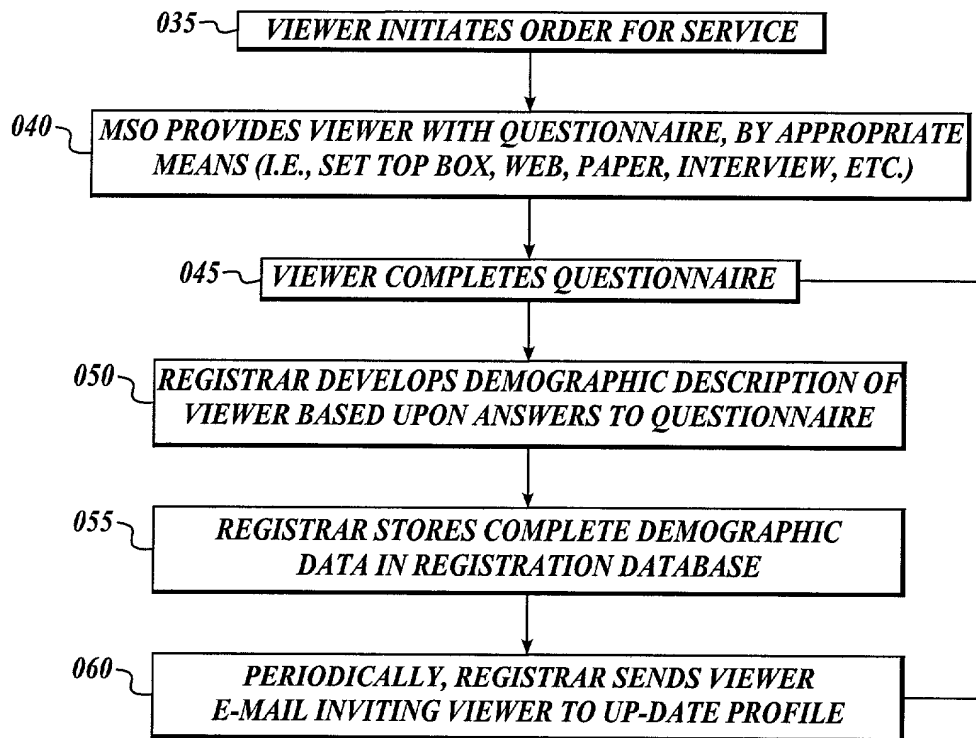 035 VIEWER INITIATES ORDER FOR SERVICE
040 MSO PROVIDES VIEWER WITH QUESTIONNAIRE, BY APPROPRIATE
MEANS (I.E., SET TOP BOX, WEB, PAPER, INTERVIEW, ETC.)
045 VIEWER COMPLETES QUESTIONNAIRE
050 REGISTRAR DEVELOPS DEMOGRAPHIC DESCRIPTION OF
VIEWER BASED UPON ANSWERS TO QUESTIONNAIRE
055 REGISTRAR STORES COMPLETE DEMOGRAPHIC
DATA IN REGISTRATION DATABASE
060 PERIODICALLY, REGISTRAR SENDS VIEWER
E-MAIL INVITING VIEWER TO UP-DATE PROFILE